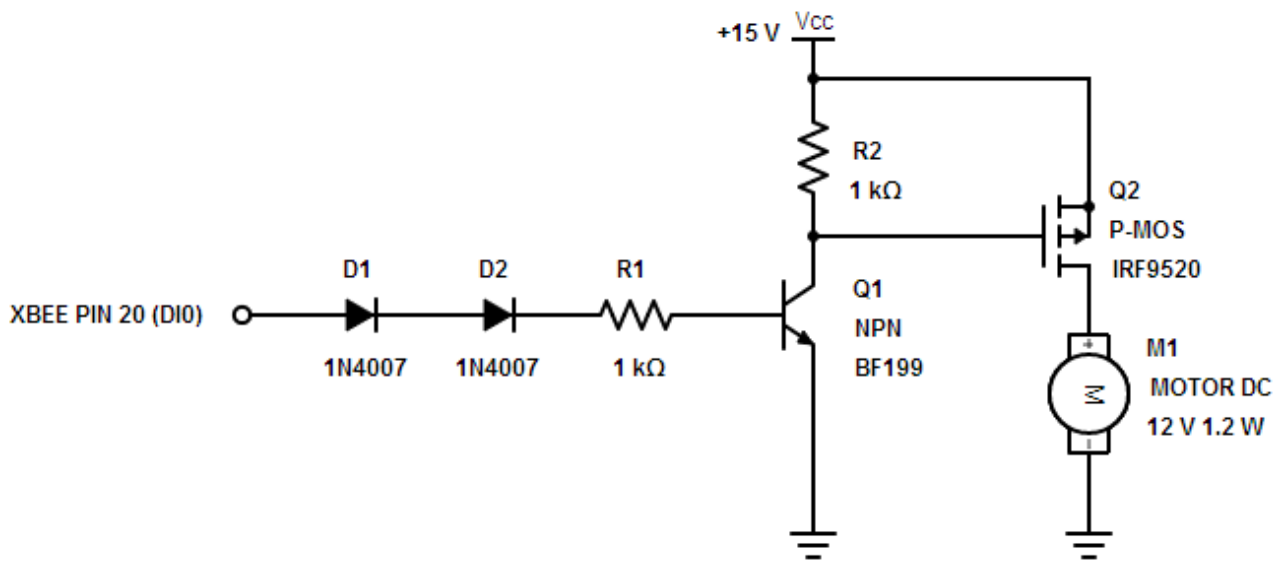 +15 V Vcc
R2
1 kΩ
Q2
P-MOS
IRF9520
D1
D2
R1
XBEE PIN 20 (DI0)
1N4007
1N4007
1 kΩ
Q1
NPN
BF199
+
M
-
M1
MOTOR DC
12 V 1.2 W